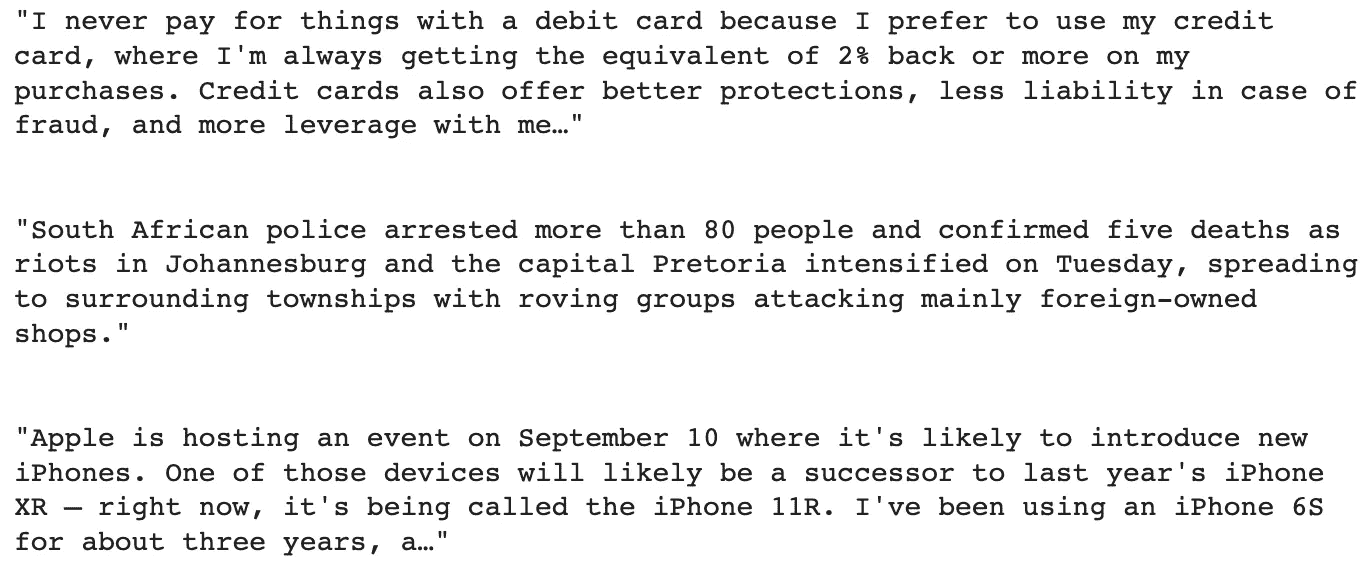 "I never pay for things with a debit card because I prefer to use my credit
card, where I'm always getting the equivalent of 2% back or more on my
purchases. Credit cards also offer better protections, less liability in case of
fraud, and more leverage with me…"
"South African police arrested more than 80 people and confirmed five deaths as
riots in Johannesburg and the capital Pretoria intensified on Tuesday, spreading
to surrounding townships with roving groups attacking mainly foreign-owned
shops."
"Apple is hosting an event on September 10 where it's likely to introduce new
iPhones. One of those devices will likely be a successor to last year's iPhone
XR — right now, it's being called the iPhone 11R. I've been using an iPhone 6S
for about three years, a…"